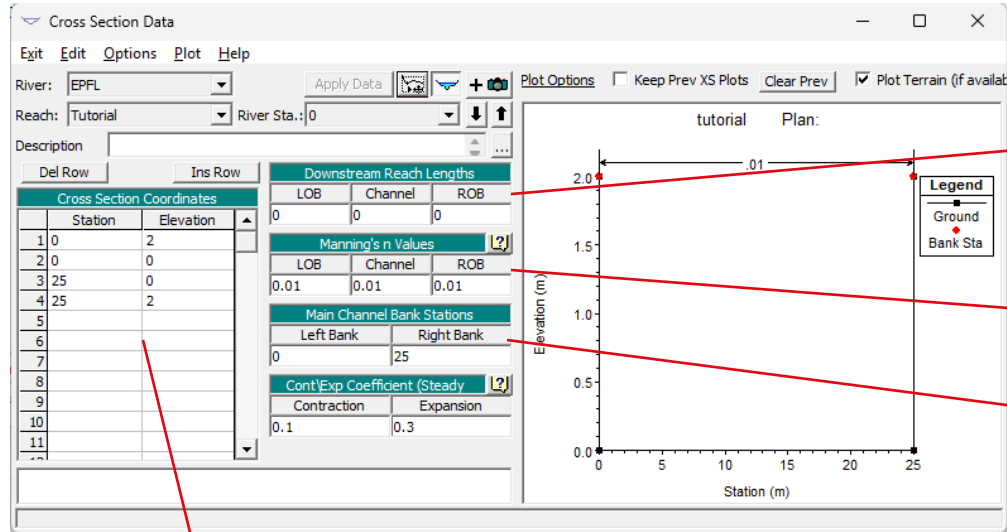 Cross Section Data
Exit Edit Options Plot Help
River: EPFL Apply Data Plot Options Keep Prev XS Plots Clear Prev Plot Terrain (if availab
Reach: Tutorial River Sta.: 0
Description ...
Del Row Ins Row
Cross Section Coordinates
Station Elevation
1 0 2
2 0 0
3 25 0
4 25 2
5
6
7
8
9
10
11
Downstream Reach Lengths
LOB Channel ROB
0 0 0
Manning's n Values
LOB Channel ROB
0.01 0.01 0.01
Main Channel Bank Stations
Left Bank Right Bank
0 25
Cont\Exp Coefficient (Steady
Contraction Expansion
0.1 0.3
tutorial Plan:
.01
2.0
1.5
1.0
0.5
0.0
Elevation (m)
0 5 10 15 20 25
Station (m)
Legend
Ground
Bank Sta